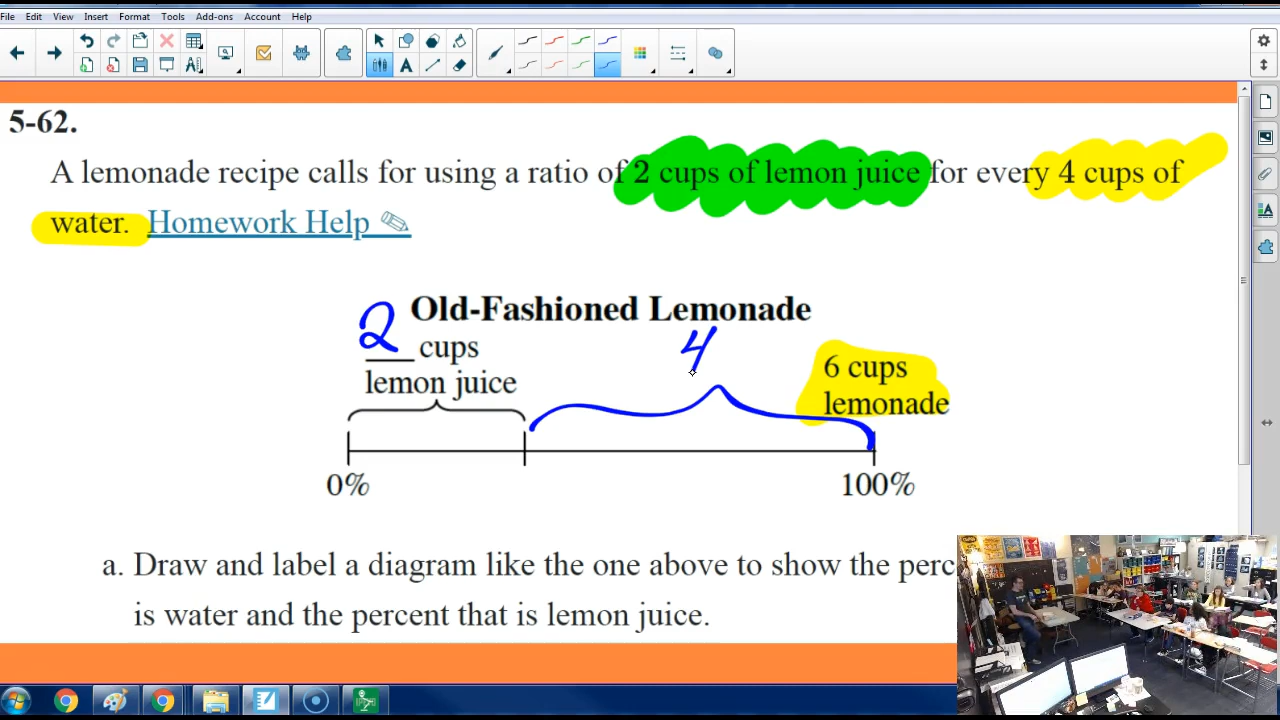 File Edit View Insert Format Tools Add-ons Account Help
5-62.
A lemonade recipe calls for using a ratio of 2 cups of lemon juice for every 4 cups of
water. Homework Help
Old-Fashioned Lemonade
2 cups
lemon juice
4
6 cups
lemonade
0%
100%
a. Draw and label a diagram like the one above to show the perc
is water and the percent that is lemon juice.